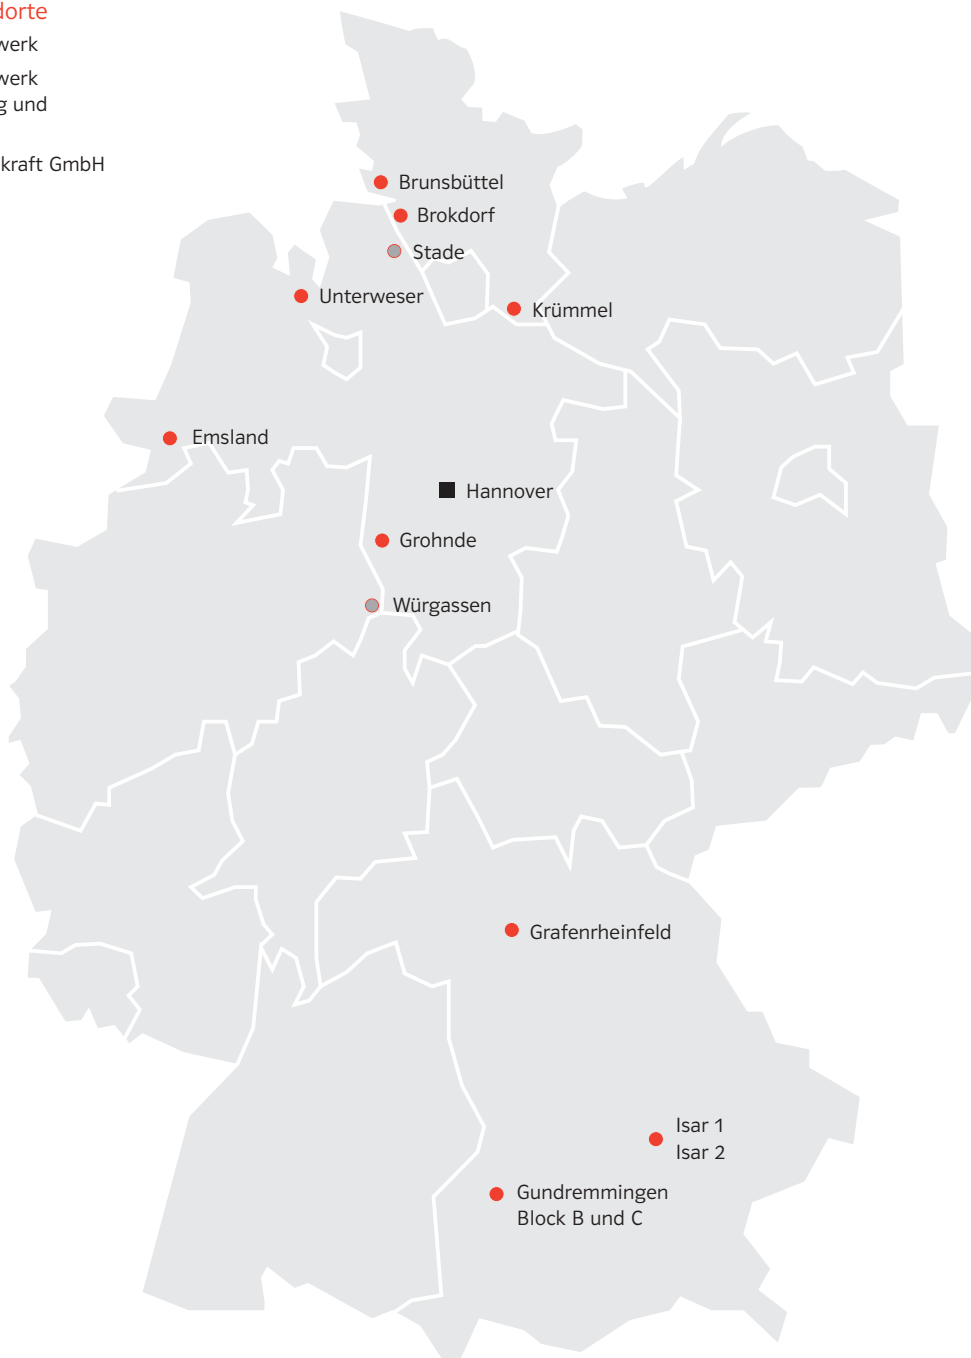 dorte
werk
werk
g und
kraft GmbH
Brunsbüttel
Brokdorf
Stade
Unterweser
Krümmel
Emsland
Hannover
Grohnde
Würgassen
Grafenrheinfeld
Isar 1
Isar 2
Gundremmingen
Block B und C